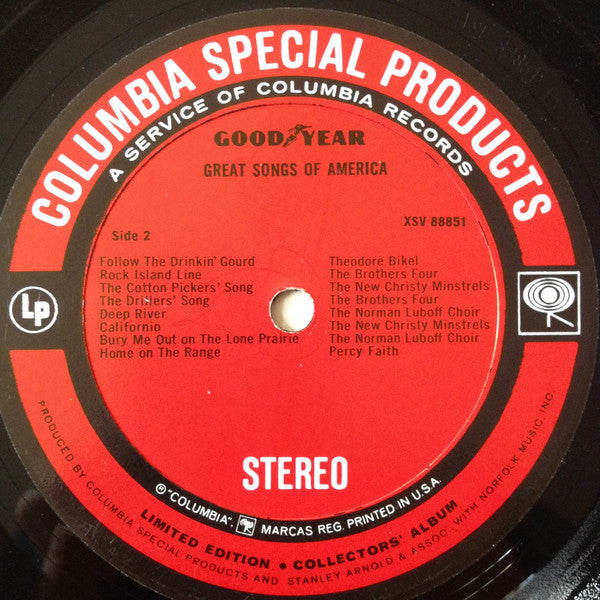 COLUMBIA SPECIAL PRODUCTS
A SERVICE OF COLUMBIA RECORDS
GOODYEAR
GREAT SONGS OF AMERICA
XSV 88851
Side 2
Follow The Drinkin' Gourd Theodore Bikel
Rock Island Line The Brothers Four
The Cotton Pickers' Song The New Christy Minstrels
The Drillers' Song The Brothers Four
Deep River The Norman Luboff Choir
Californio The New Christy Minstrels
Bury Me Out on The Lone Prairie The Norman Luboff Choir
Home on The Range Percy Faith
Lp
STEREO
® "COLUMBIA", MARCAS REG. PRINTED IN U.S.A.
LIMITED EDITION • COLLECTORS' ALBUM
PRODUCED BY COLUMBIA SPECIAL PRODUCTS AND STANLEY ARNOLD & ASSOC., WITH NORFOLK MUSIC, INC.